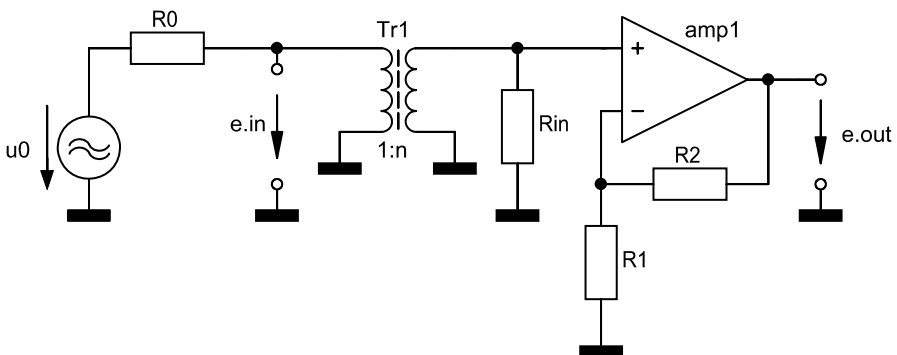 R0
Tr1
amp1
+
e.in
Rin
−
e.out
u0
1:n
R2
R1